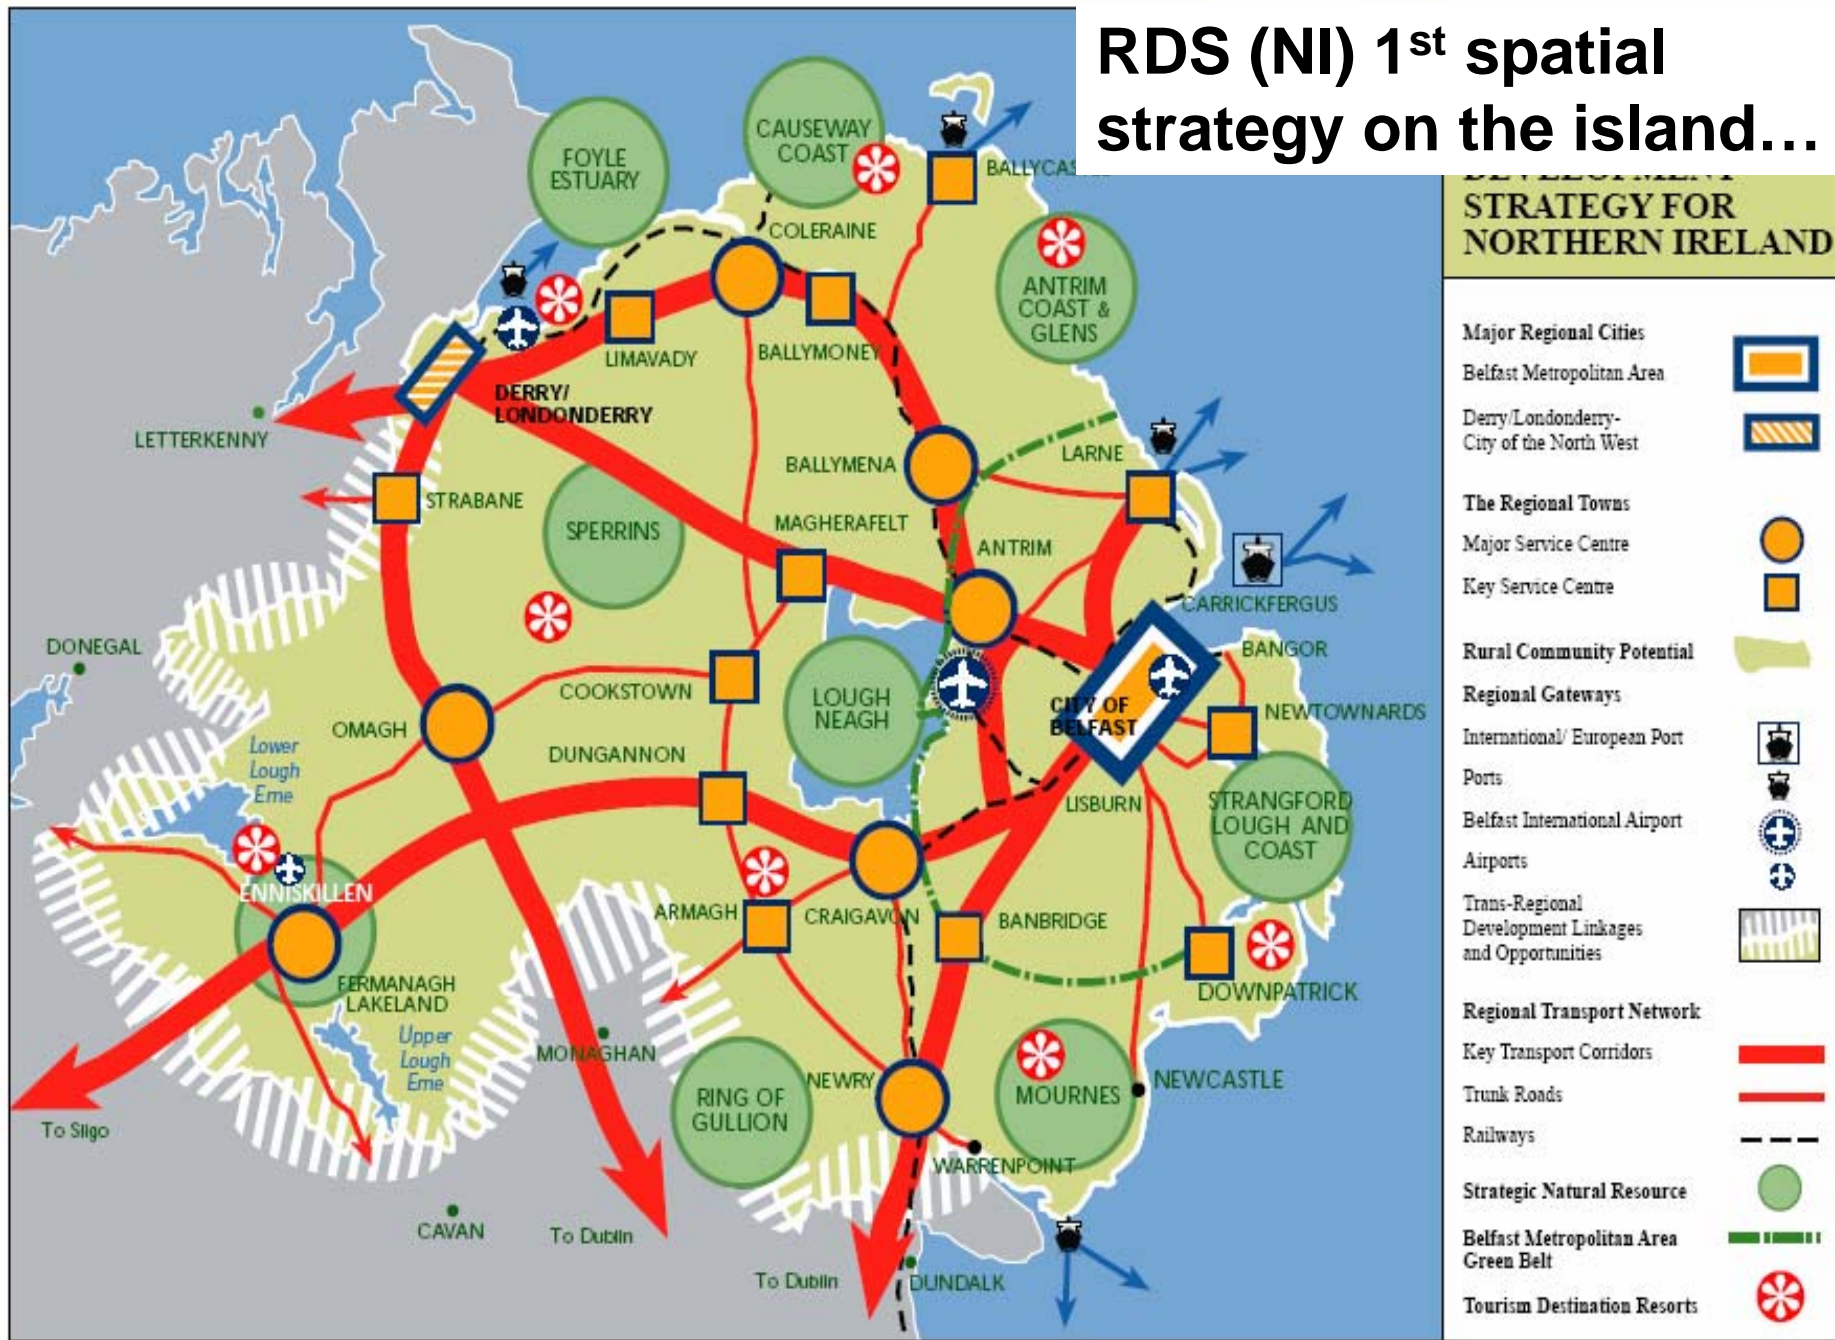 RDS (NI) 1st spatial
strategy on the island…
STRATEGY FOR
NORTHERN IRELAND
FOYLE
ESTUARY
CAUSEWAY
COAST
COLERAINE
ANTRIM
COAST &
GLENS
LIMAVADY
BALLYMONEY
DERRY/
LONDONDERRY
LETTERKENNY
STRABANE
BALLYMENA
LARNE
SPERRINS
MAGHERAFELT
ANTRIM
CARRICKFERGUS
DONEGAL
BANGOR
COOKSTOWN
LOUGH
NEAGH
CITY OF
BELFAST
NEWTOWNARDS
OMAGH
DUNGANNON
Lower
Lough
Erne
LISBURN
STRANGFORD
LOUGH AND
COAST
ENNISKILLEN
ARMAGH
CRAIGAVON
BANBRIDGE
FERMANAGH
LAKELAND
DOWNPATRICK
Upper
Lough
Erne
MONAGHAN
NEWRY
MOURNES
NEWCASTLE
RING OF
GULLION
To Sligo
WARRENPOINT
CAVAN
To Dublin
To Dublin
DUNDALK
Major Regional Cities
Belfast Metropolitan Area
Derry/Londonderry-
City of the North West
The Regional Towns
Major Service Centre
Key Service Centre
Rural Community Potential
Regional Gateways
International/ European Port
Ports
Belfast International Airport
Airports
Trans-Regional
Development Linkages
and Opportunities
Regional Transport Network
Key Transport Corridors
Trunk Roads
Railways
Strategic Natural Resource
Belfast Metropolitan Area
Green Belt
Tourism Destination Resorts